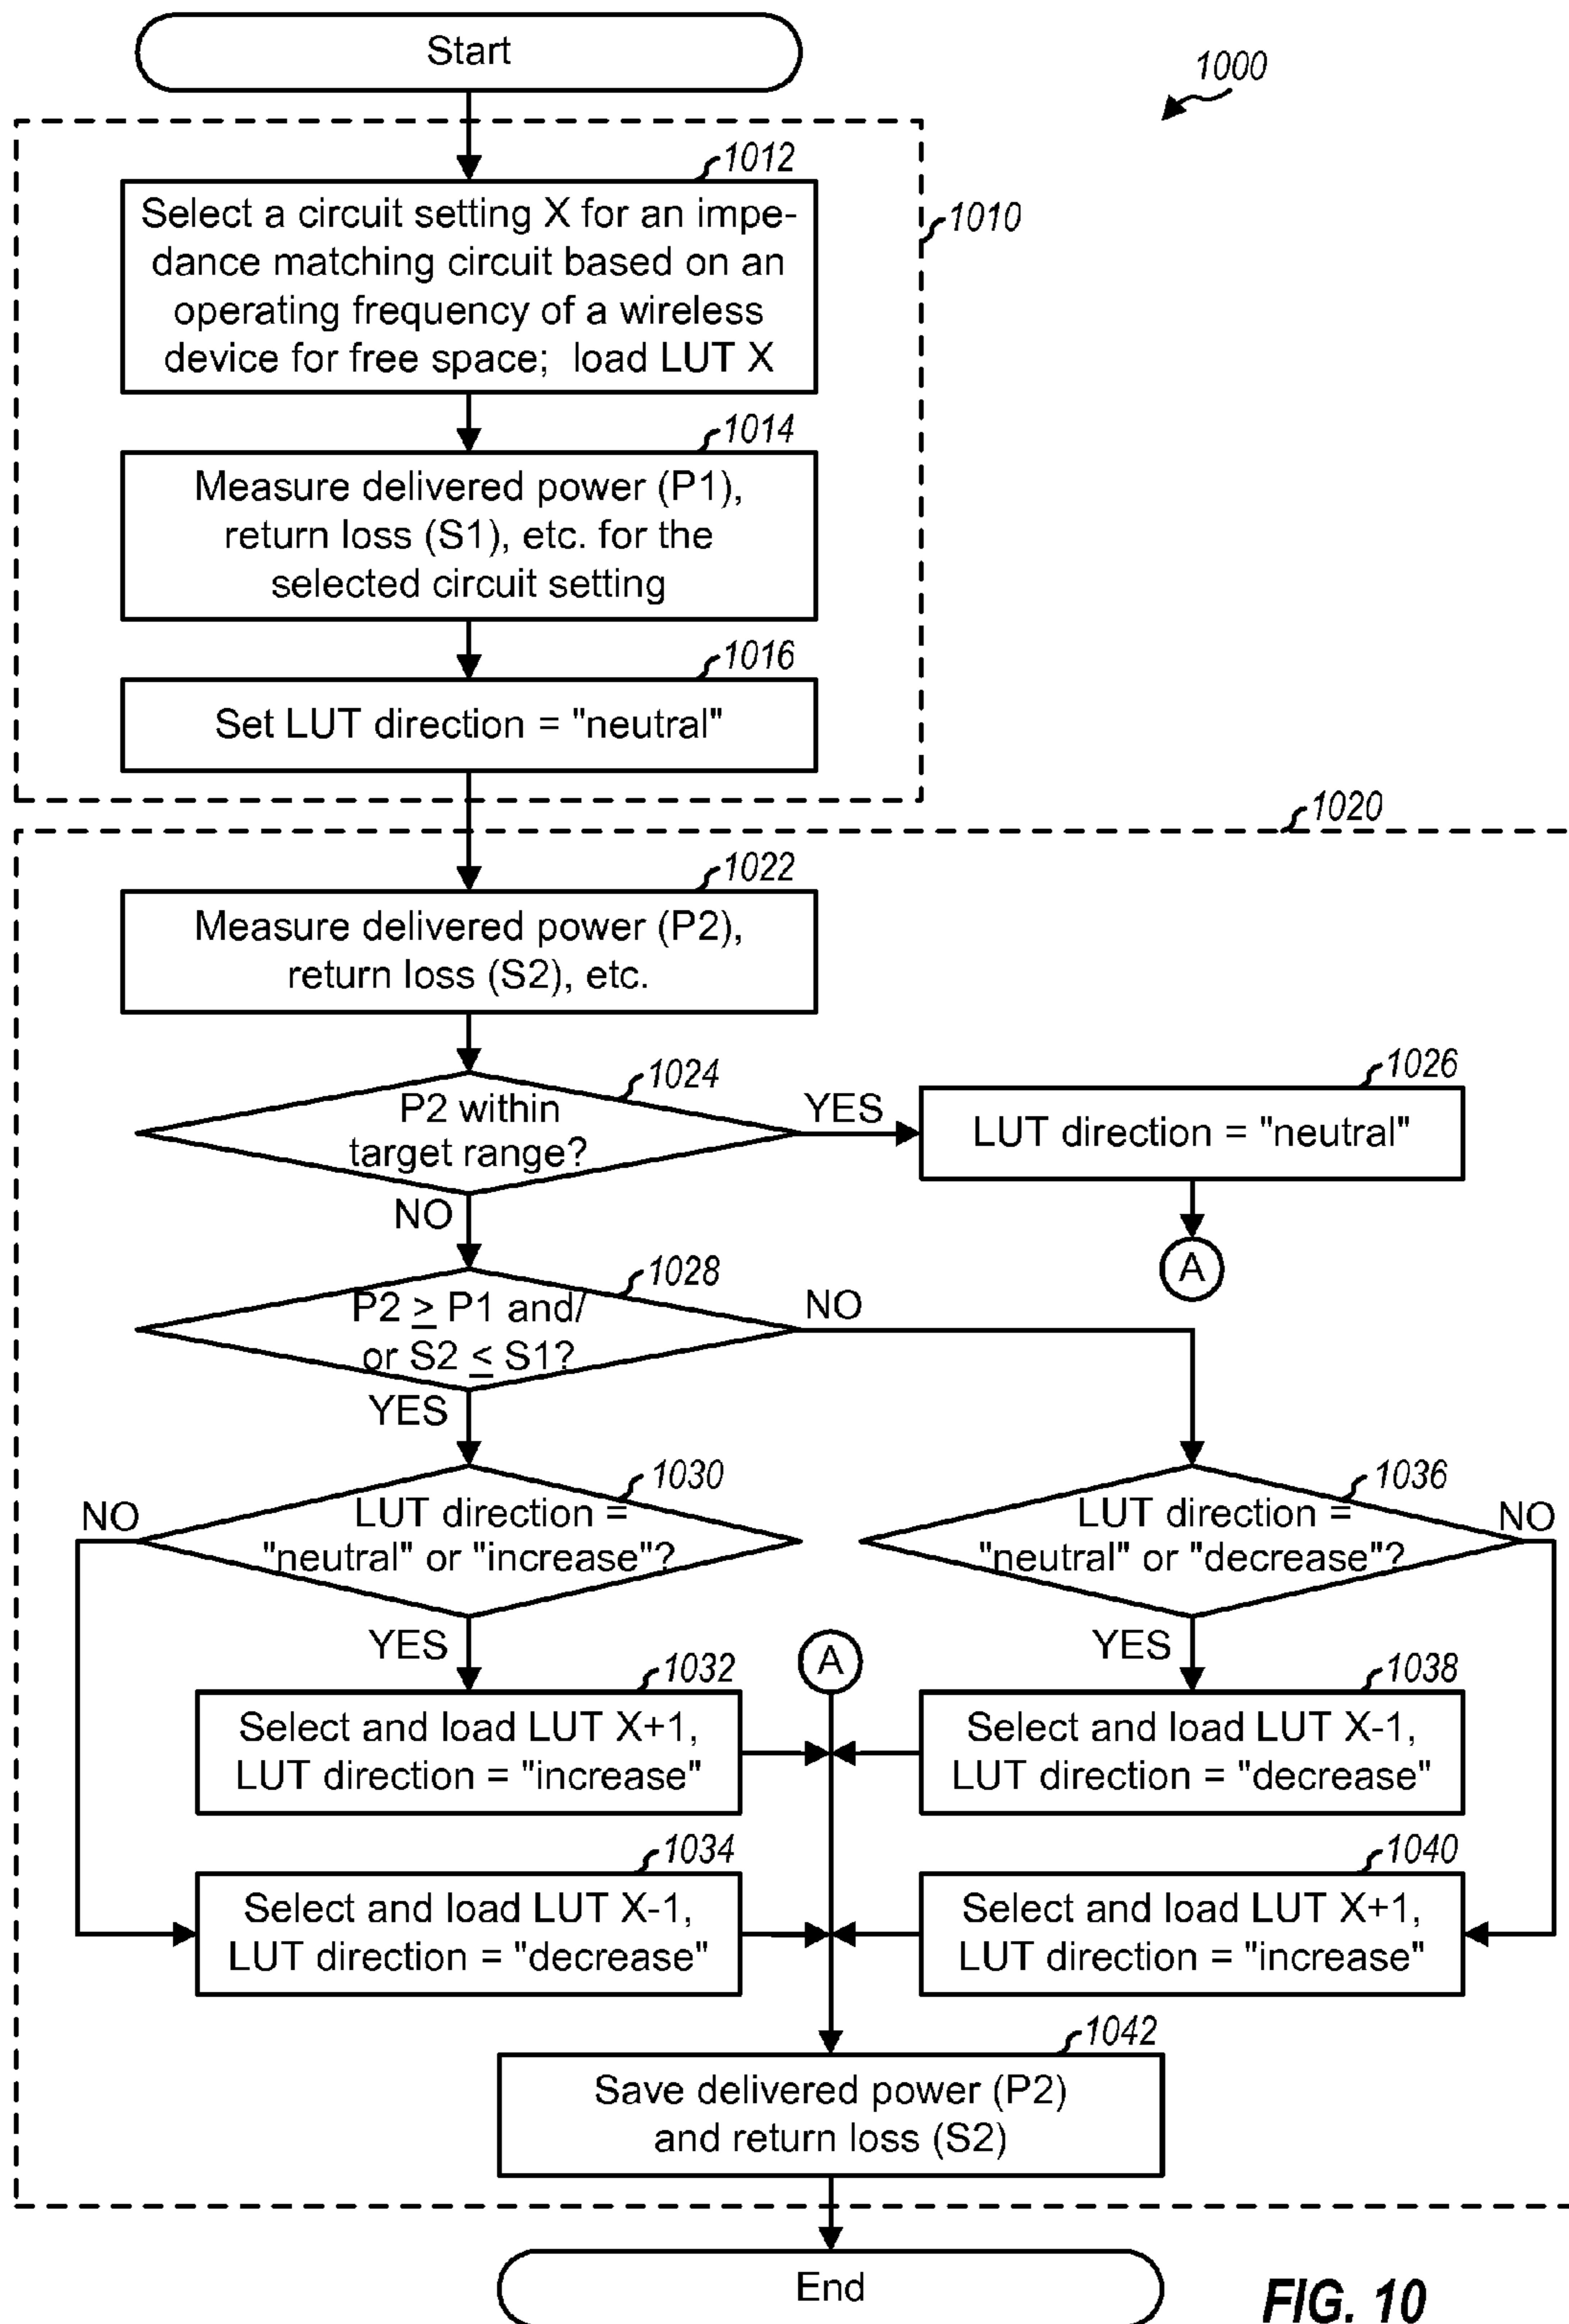 Start
1000
1012
Select a circuit setting X for an impe-
dance matching circuit based on an
operating frequency of a wireless
device for free space; load LUT X
1010
1014
Measure delivered power (P1),
return loss (S1), etc. for the
selected circuit setting
1016
Set LUT direction = "neutral"
1020
1022
Measure delivered power (P2),
return loss (S2), etc.
1024
P2 within
target range?
YES
1026
LUT direction = "neutral"
NO
A
1028
P2 ≥ P1 and/
or S2 ≤ S1?
NO
YES
1030
LUT direction =
"neutral" or "increase"?
NO
1036
LUT direction =
"neutral" or "decrease"?
NO
YES
A
YES
1032
Select and load LUT X+1,
LUT direction = "increase"
1038
Select and load LUT X-1,
LUT direction = "decrease"
1034
Select and load LUT X-1,
LUT direction = "decrease"
1040
Select and load LUT X+1,
LUT direction = "increase"
1042
Save delivered power (P2)
and return loss (S2)
End
FIG. 10